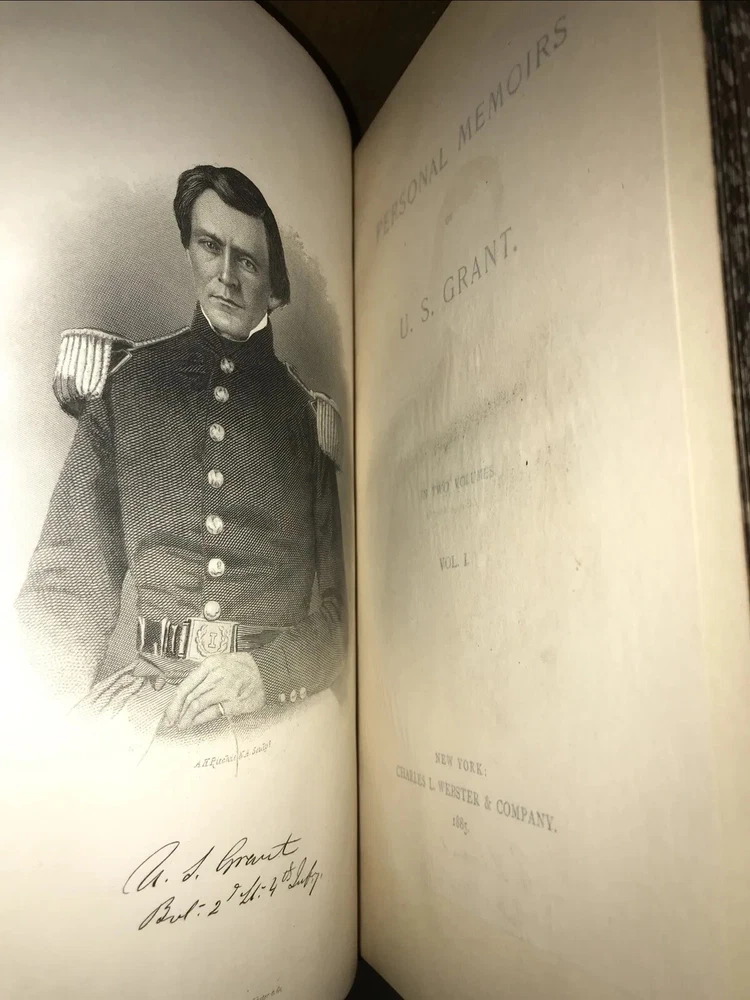 A. H. Ritchie
U. S. Grant
Bvt. 2d Lt. 4th Infy.
PERSONAL MEMOIRS
OF
U. S. GRANT.
IN TWO VOLUMES.
VOL. I.
NEW YORK:
CHARLES L. WEBSTER & COMPANY.
1885.